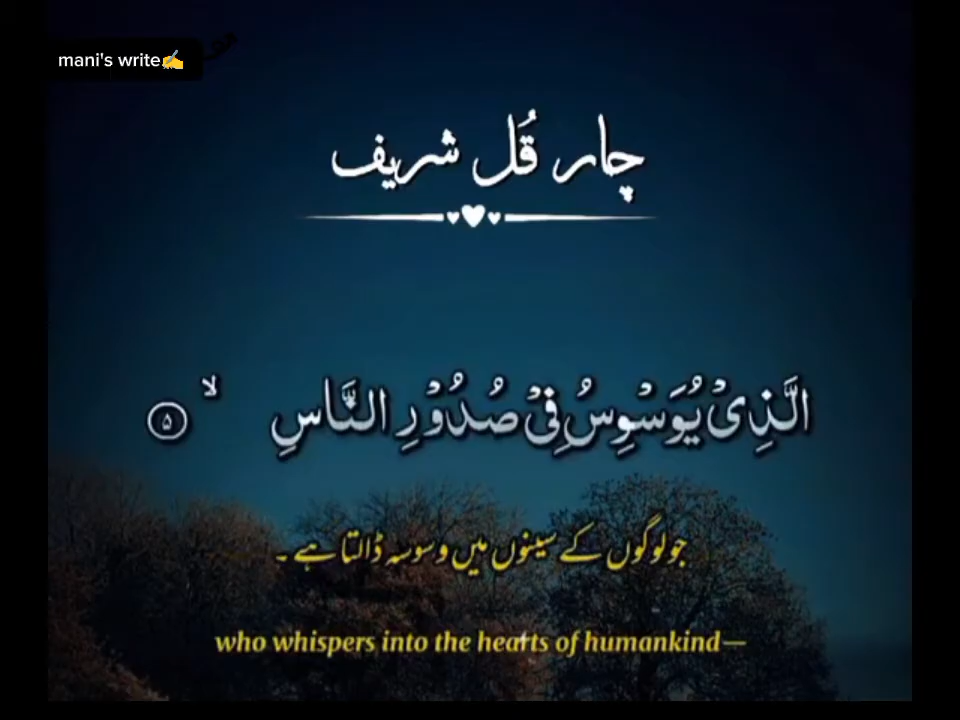 mani's write✍️
چار قُل شریف
الَّذِیْ یُوَسْوِسُ فِیْ صُدُوْرِ النَّاسِ ۙ ۵
جو لوگوں کے سینوں میں وسوسہ ڈالتا ہے ۔
who whispers into the hearts of humankind—